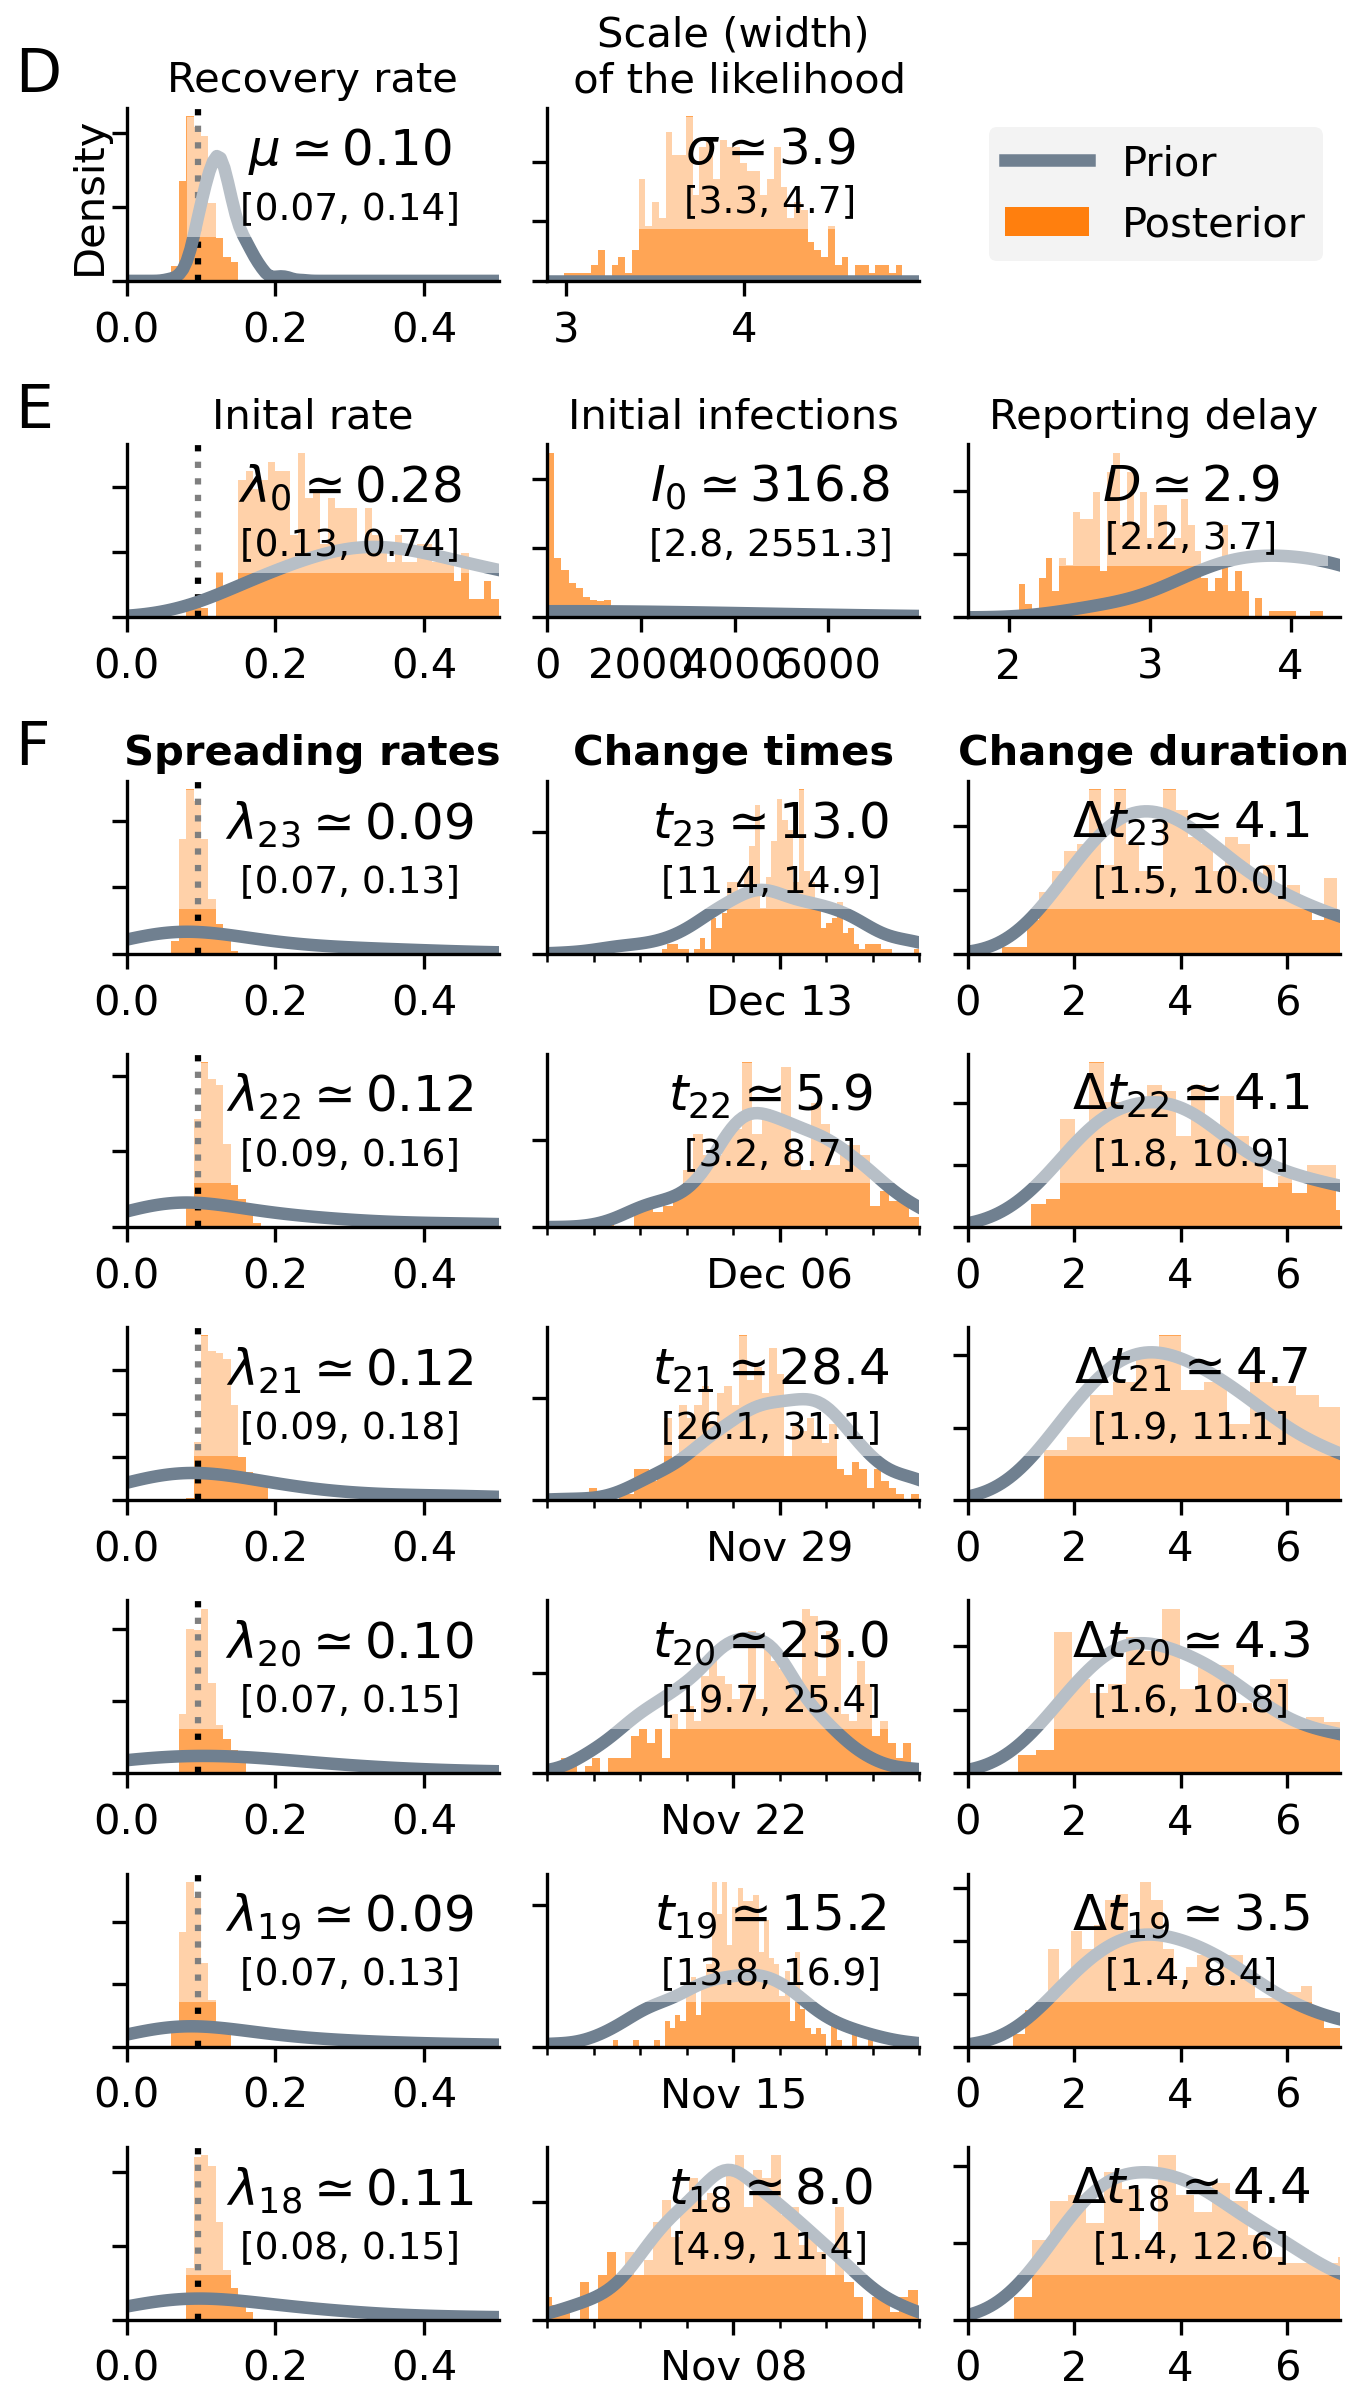 D
Recovery rate
Scale (width)
of the likelihood
Density
μ ≃ 0.10
[0.07, 0.14]
0.0 0.2 0.4
σ ≃ 3.9
[3.3, 4.7]
3 4
Prior
Posterior
E
Inital rate
Initial infections
Reporting delay
λ₀ ≃ 0.28
[0.13, 0.74]
0.0 0.2 0.4
I₀ ≃ 316.8
[2.8, 2551.3]
0 2000 4000 6000
D ≃ 2.9
[2.2, 3.7]
2 3 4
F
Spreading rates
Change times
Change duration
λ₂₃ ≃ 0.09
[0.07, 0.13]
0.0 0.2 0.4
t₂₃ ≃ 13.0
[11.4, 14.9]
Dec 13
Δt₂₃ ≃ 4.1
[1.5, 10.0]
0 2 4 6
λ₂₂ ≃ 0.12
[0.09, 0.16]
0.0 0.2 0.4
t₂₂ ≃ 5.9
[3.2, 8.7]
Dec 06
Δt₂₂ ≃ 4.1
[1.8, 10.9]
0 2 4 6
λ₂₁ ≃ 0.12
[0.09, 0.18]
0.0 0.2 0.4
t₂₁ ≃ 28.4
[26.1, 31.1]
Nov 29
Δt₂₁ ≃ 4.7
[1.9, 11.1]
0 2 4 6
λ₂₀ ≃ 0.10
[0.07, 0.15]
0.0 0.2 0.4
t₂₀ ≃ 23.0
[19.7, 25.4]
Nov 22
Δt₂₀ ≃ 4.3
[1.6, 10.8]
0 2 4 6
λ₁₉ ≃ 0.09
[0.07, 0.13]
0.0 0.2 0.4
t₁₉ ≃ 15.2
[13.8, 16.9]
Nov 15
Δt₁₉ ≃ 3.5
[1.4, 8.4]
0 2 4 6
λ₁₈ ≃ 0.11
[0.08, 0.15]
0.0 0.2 0.4
t₁₈ ≃ 8.0
[4.9, 11.4]
Nov 08
Δt₁₈ ≃ 4.4
[1.4, 12.6]
0 2 4 6